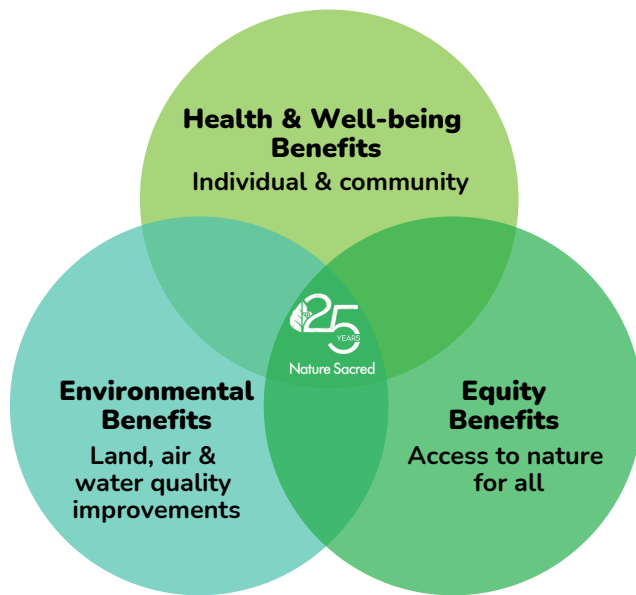 Health & Well-being
Benefits
Individual & community
25
YEARS
Nature Sacred
Environmental
Benefits
Land, air &
water quality
improvements
Equity
Benefits
Access to nature
for all